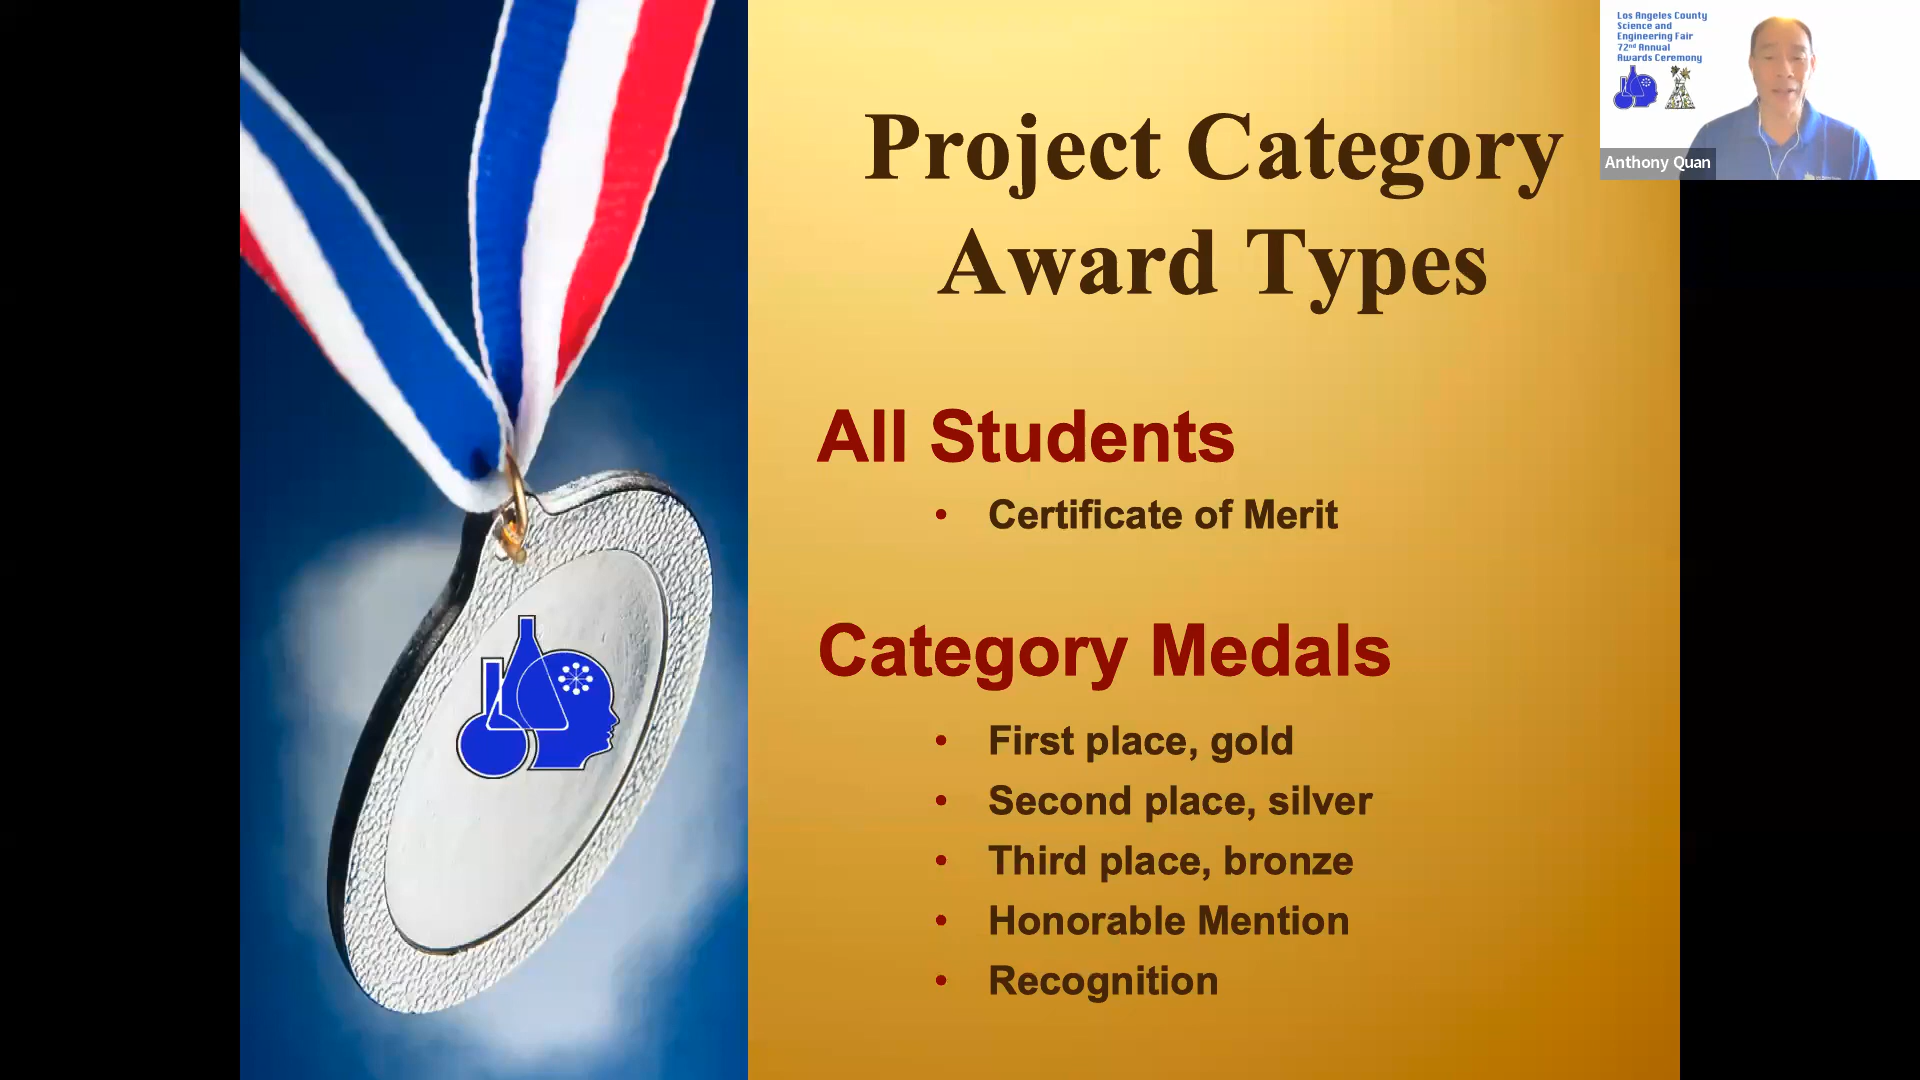 Project Category
Award Types
All Students
• Certificate of Merit
Category Medals
• First place, gold
• Second place, silver
• Third place, bronze
• Honorable Mention
• Recognition
Los Angeles County
Science and
Engineering Fair
72nd Annual
Awards Ceremony
Anthony Quan